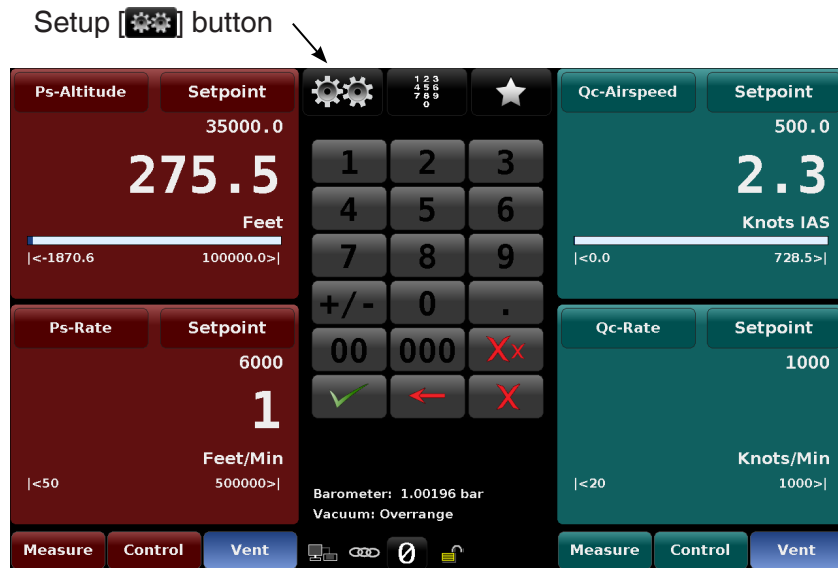 Setup [] button
Ps-Altitude Setpoint
35000.0
275.5
Feet
|<-1870.6 100000.0>|
Ps-Rate Setpoint
6000
1
Feet/Min
|<50 500000>|
Measure Control Vent
1 2 3
4 5 6
7 8 9
0
1 2 3
4 5 6
7 8 9
+/- 0 .
00 000 Xx
X
Barometer: 1.00196 bar
Vacuum: Overrange
0
Qc-Airspeed Setpoint
500.0
2.3
Knots IAS
|<0.0 728.5>|
Qc-Rate Setpoint
1000
Knots/Min
|<20 1000>|
Measure Control Vent